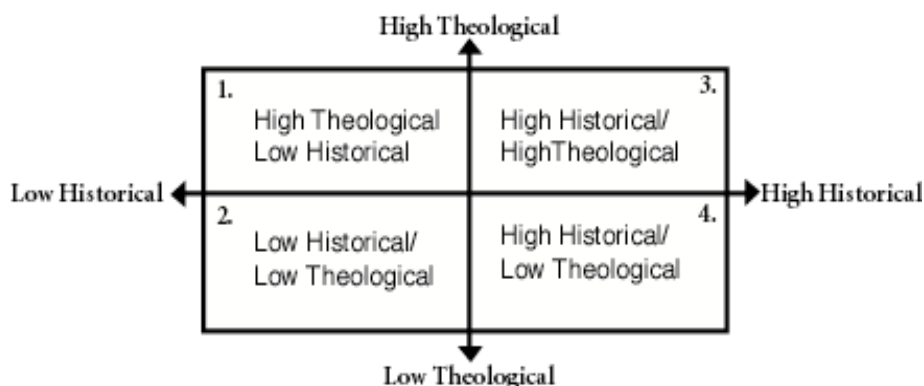 High Theological
1.
High Theological
Low Historical
3.
High Historical/
HighTheological
Low Historical
High Historical
2.
Low Historical/
Low Theological
4.
High Historical/
Low Theological
Low Theological